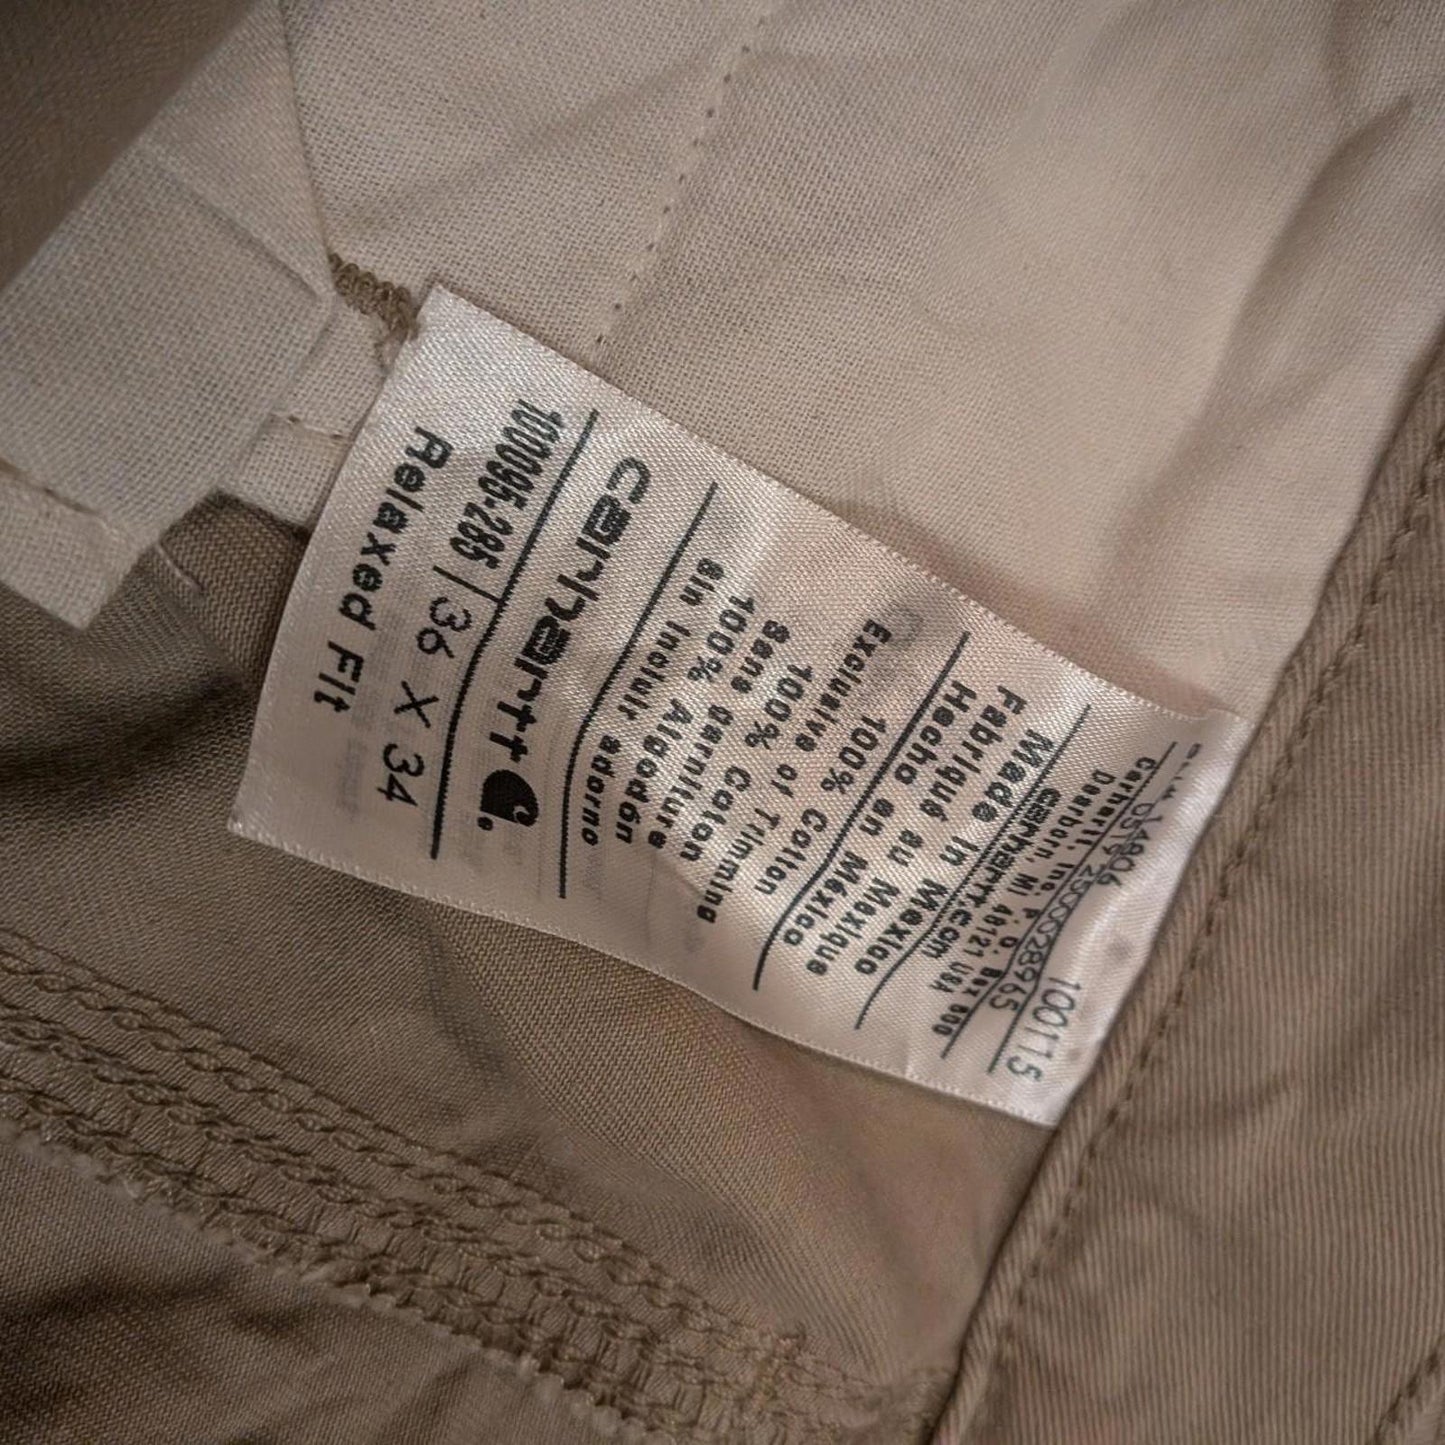 Relaxed Fit
100095-285 | 36 X 34
carhartt
100% Cotton
Exclusive of Trimming
100% Coton
Sans garniture
100% Algodón
Sin Incluir adorno
Made in Mexico
Fabriqué au Mexique
Hecho en México
carhartt.com
Carhartt, Inc. P.O. Box 600
Dearborn, MI 48121 USA
14806
25000028965
100115